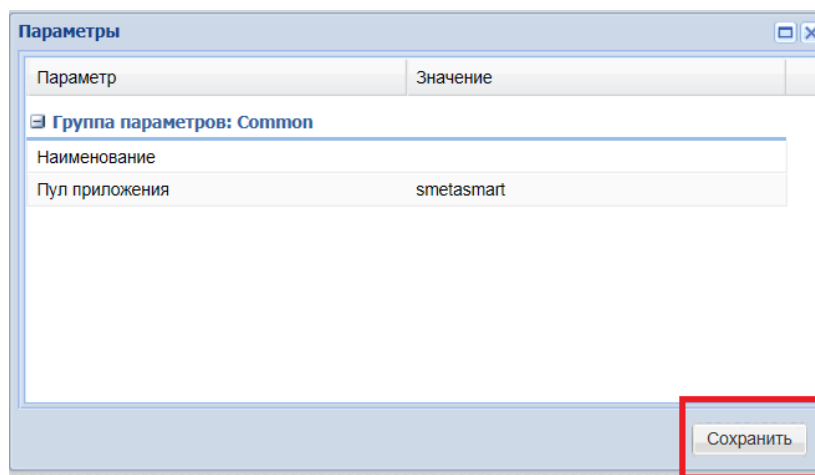 Параметры
Параметр Значение
Группа параметров: Common
Наименование
Пул приложения smetasmart
Сохранить